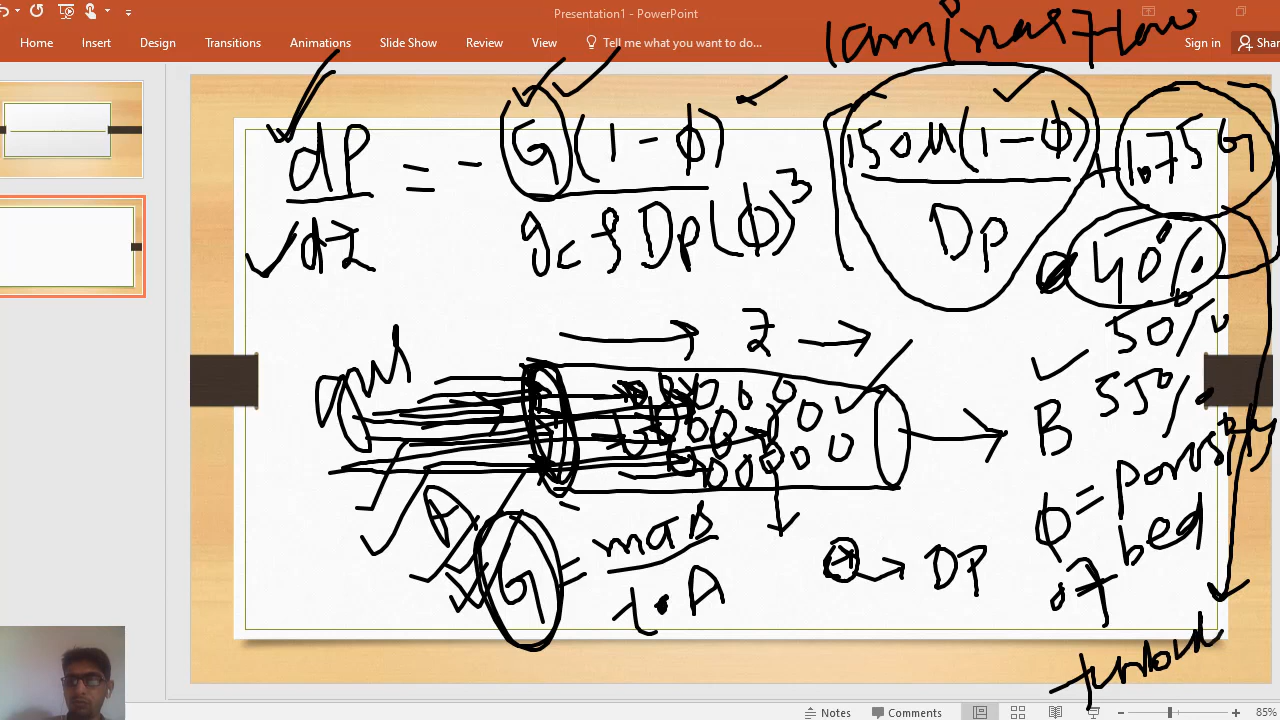 Presentation1 - PowerPoint
Home Insert Design Transitions Animations Slide Show Review View Tell me what you want to do... Sign in Shar
laminar Flow
dP/dz = - G(1-ϕ)/gc ρ Dp(ϕ)³ [150μ(1-ϕ)/Dp + 1.75G
40%
50%
55%
z
A
B
G = mass/t·A
→ DP
ϕ = porosity
of bed
Notes Comments 85%